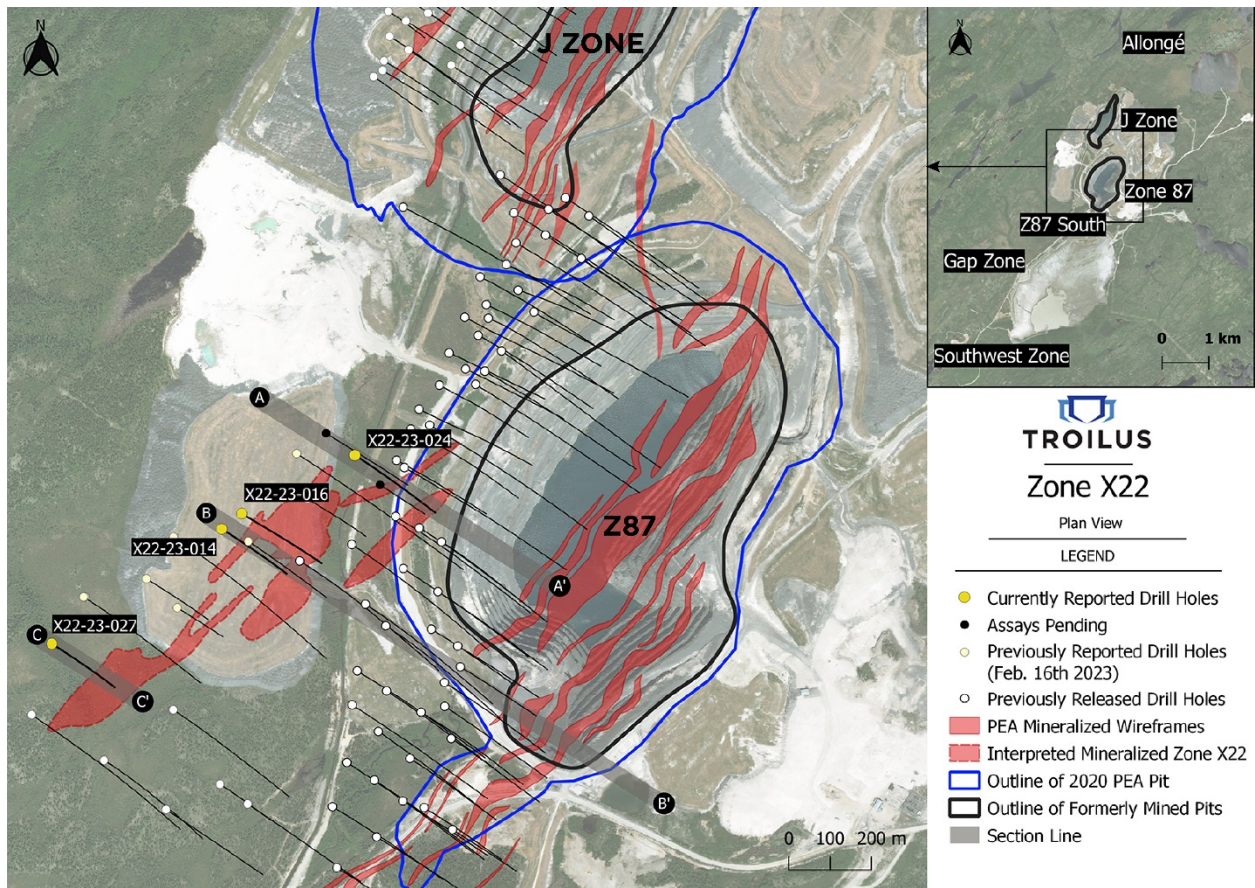 N
J ZONE
A
X22-23-024
X22-23-016
B
X22-23-014
Z87
A'
C
X22-23-027
C'
B'
0 100 200 m
N
Allongé
J Zone
Zone 87
Z87 South
Gap Zone
Southwest Zone
0 1 km
TROILUS
Zone X22
Plan View
LEGEND
Currently Reported Drill Holes
Assays Pending
Previously Reported Drill Holes
(Feb. 16th 2023)
Previously Released Drill Holes
PEA Mineralized Wireframes
Interpreted Mineralized Zone X22
Outline of 2020 PEA Pit
Outline of Formerly Mined Pits
Section Line